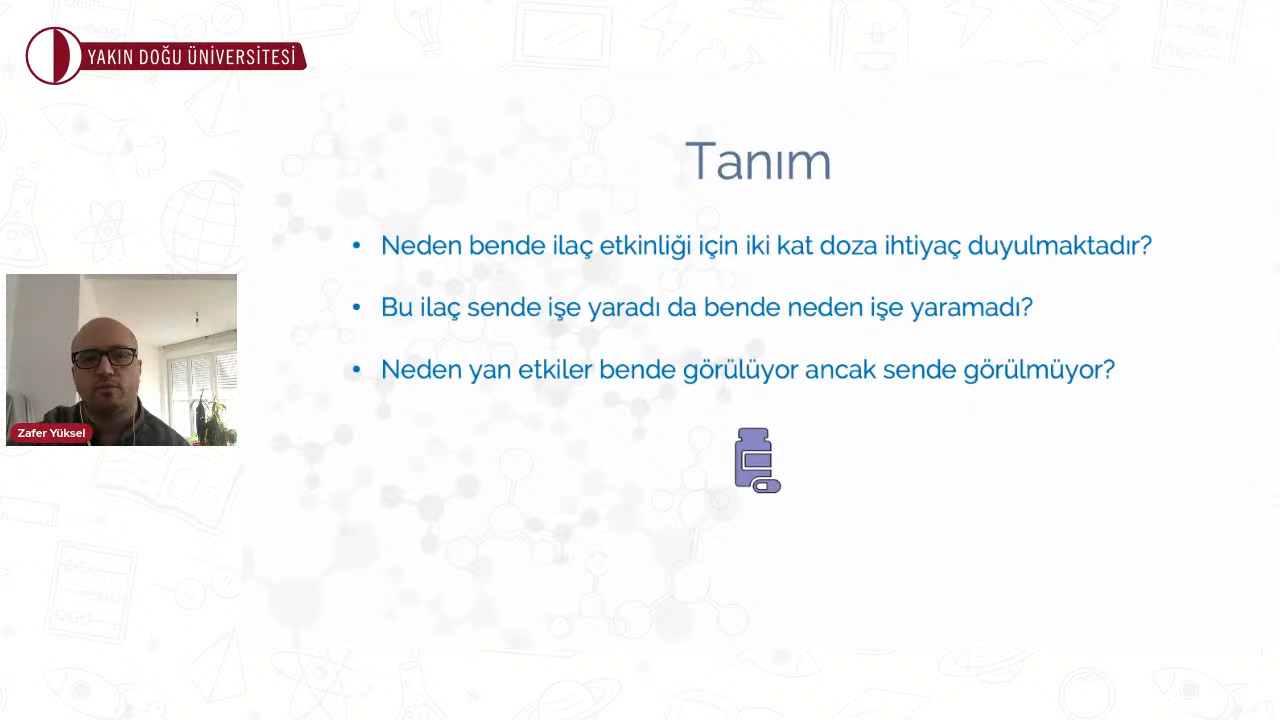 YAKIN DOĞU ÜNİVERSİTESİ
Tanım
• Neden bende ilaç etkinliği için iki kat doza ihtiyaç duyulmaktadır?
• Bu ilaç sende işe yaradı da bende neden işe yaramadı?
• Neden yan etkiler bende görülüyor ancak sende görülmüyor?
Zafer Yüksel